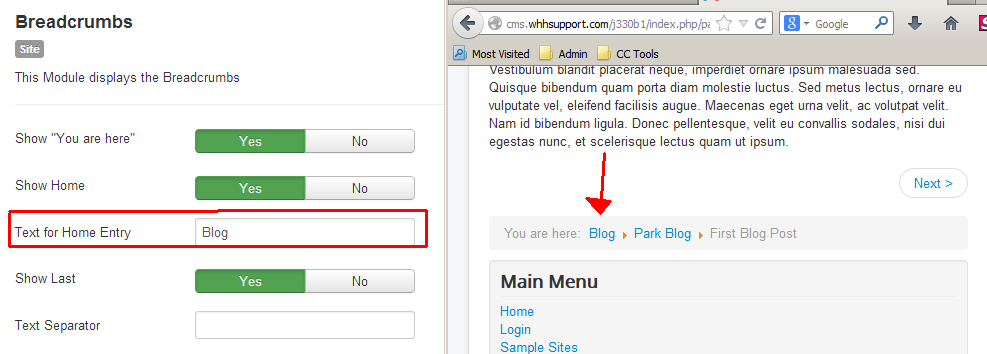 Breadcrumbs
Site
This Module displays the Breadcrumbs
Show "You are here"
Yes No
Show Home
Yes No
Text for Home Entry
Blog
Show Last
Yes No
Text Separator
cms.whhsupport.com/j330b1/index.php/pa
Google
Most Visited Admin CC Tools
Vestibulum blandit placerat neque, imperdiet ornare ipsum malesuada sed.
Quisque bibendum quam porta diam molestie luctus. Sed metus lectus, ornare eu
vulputate vel, eleifend facilisis augue. Maecenas eget urna velit, ac volutpat velit.
Nam id bibendum ligula. Donec pellentesque, velit eu convallis sodales, nisi dui
egestas nunc, et scelerisque lectus quam ut ipsum.
Next >
You are here: Blog Park Blog First Blog Post
Main Menu
Home
Login
Sample Sites